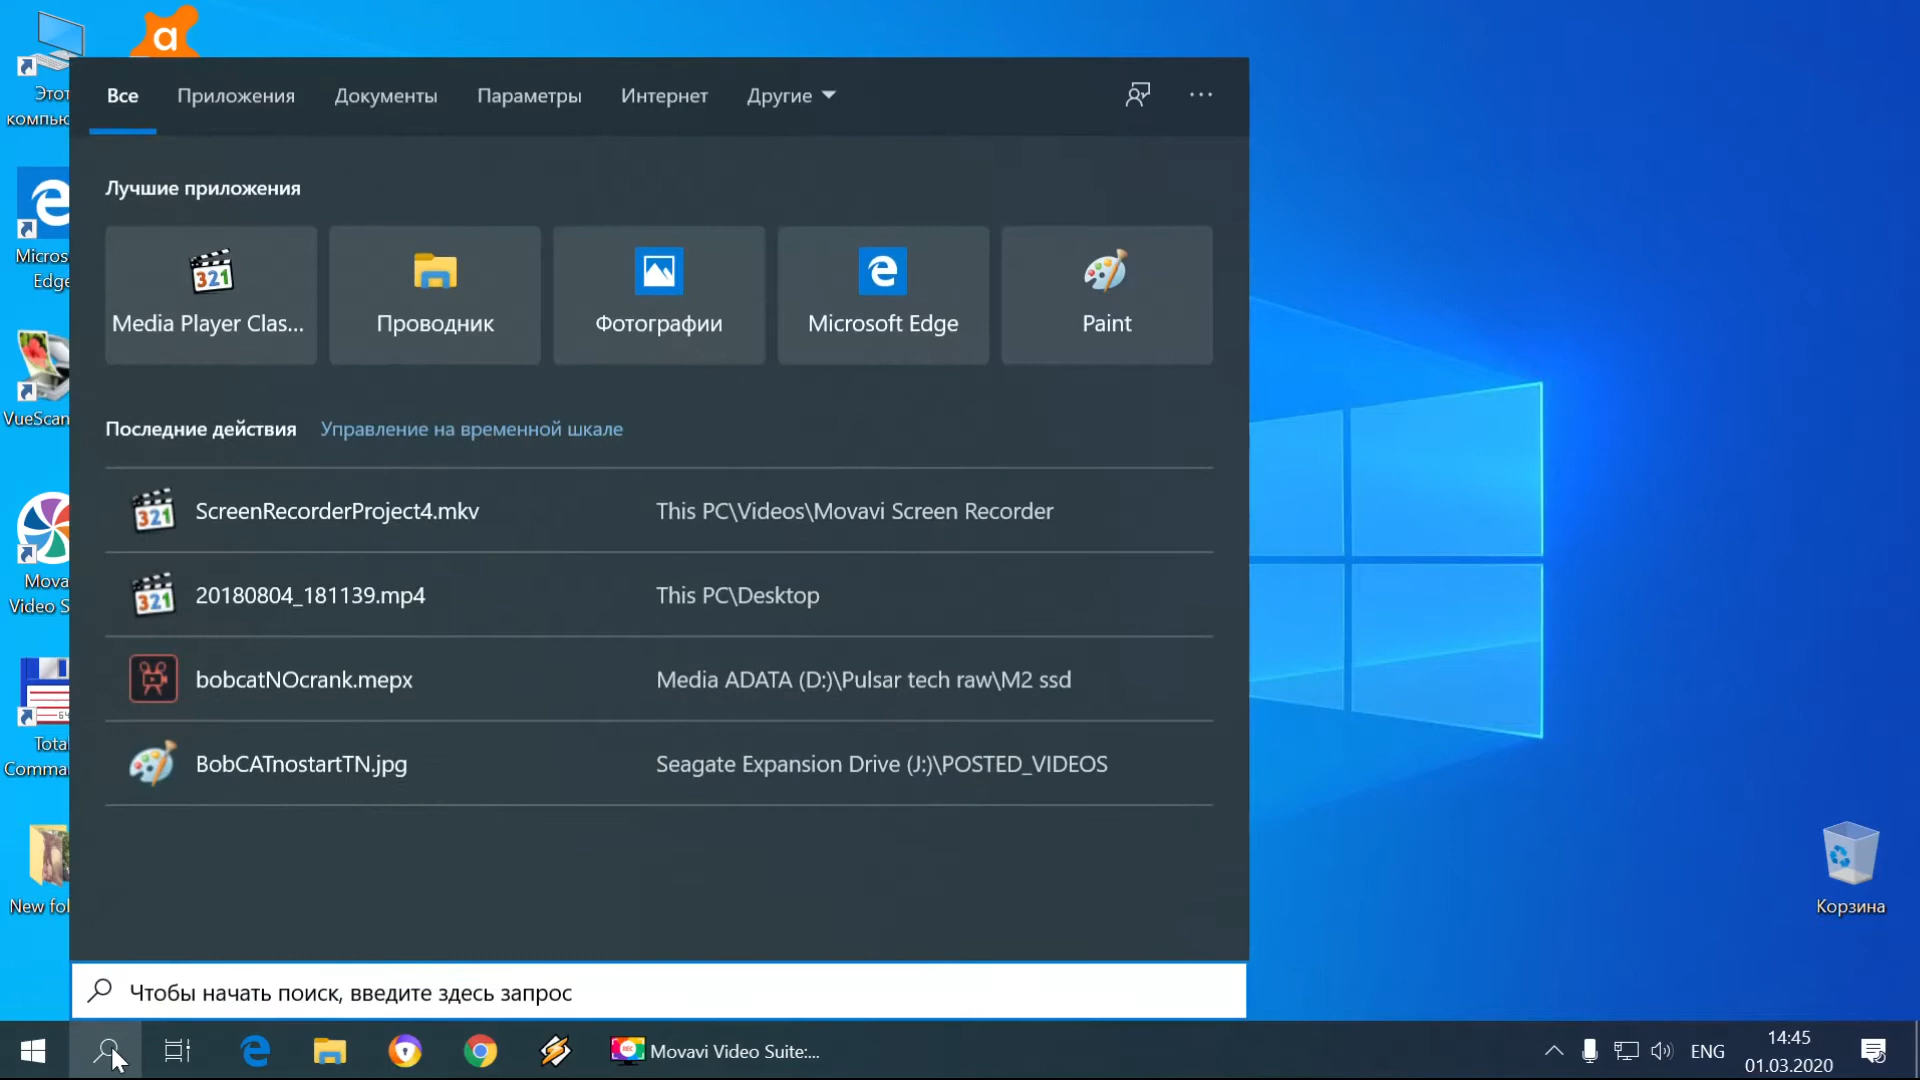 Этот
компью
Micros
Edge
VueScan
Mova
Video S
Tota
Comma
New fol
Все
Приложения
Документы
Параметры
Интернет
Другие
Лучшие приложения
321
Media Player Clas...
Проводник
Фотографии
Microsoft Edge
Paint
Последние действия
Управление на временной шкале
321
ScreenRecorderProject4.mkv
This PC\Videos\Movavi Screen Recorder
321
20180804_181139.mp4
This PC\Desktop
bobcatNOcrank.mepx
Media ADATA (D:)\Pulsar tech raw\M2 ssd
BobCATnostartTN.jpg
Seagate Expansion Drive (J:)\POSTED_VIDEOS
Чтобы начать поиск, введите здесь запрос
Корзина
REC
Movavi Video Suite:...
ENG
14:45
01.03.2020